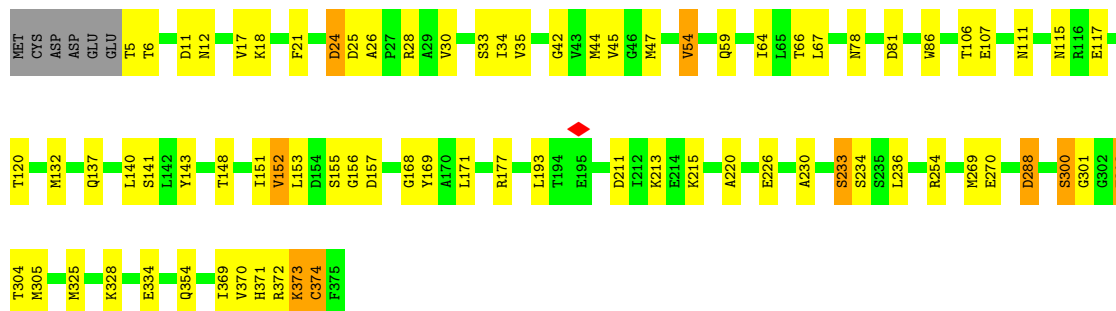 MET CYS ASP ASP GLU GLU T5 T6 D11 N12 V17 K18 F21 D24 D25 A26 P27 R28 A29 V30 S33 I34 V35 G42 V43 M44 V45 G46 M47 V54 Q59 I64 L65 T66 L67 N78 D81 W86 T106 E107 N111 N115 R116 E117
T120 M132 Q137 L140 S141 L142 Y143 T148 I151 V152 L153 D154 S155 G156 D157 G168 Y169 A170 L171 R177 L193 T194 E195 D211 I212 K213 E214 K215 A220 E226 A230 S233 S234 S235 L236 R254 M269 E270 D288 S300 G301 G302
T304 M305 M325 K328 E334 Q354 I369 V370 H371 R372 K373 C374 F375